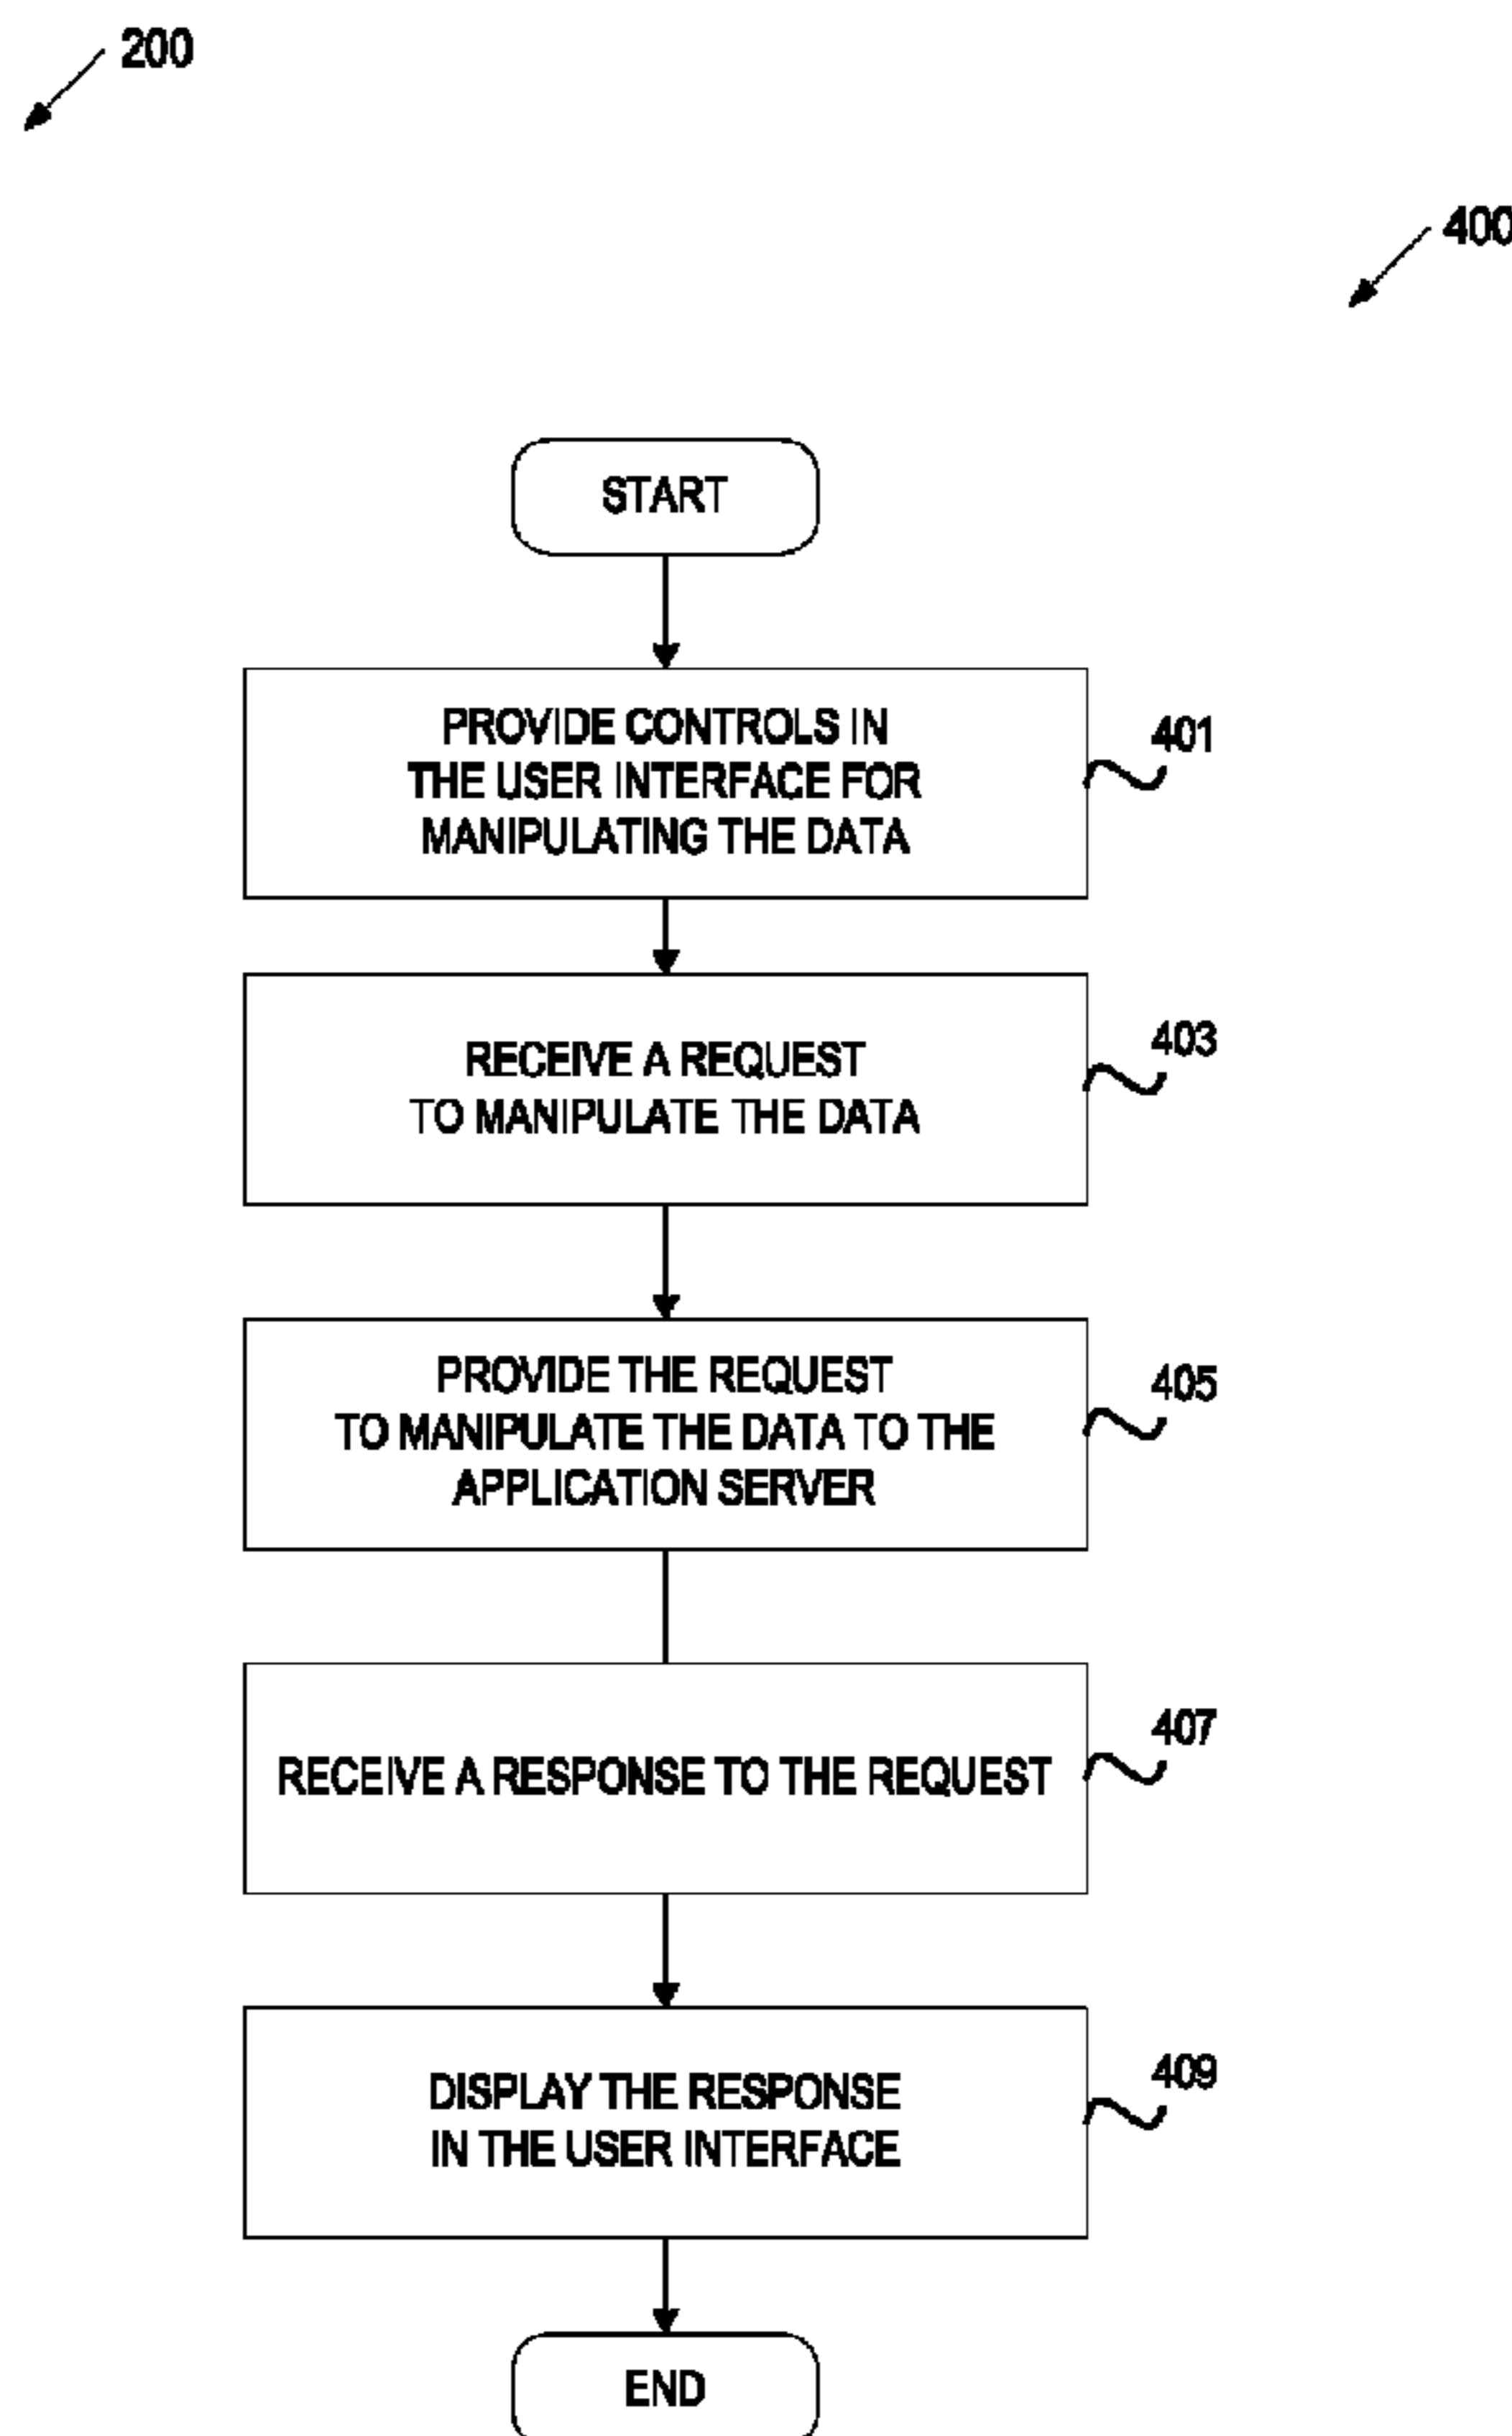 200
400
START
PROVIDE CONTROLS IN
THE USER INTERFACE FOR
MANIPULATING THE DATA
401
RECEIVE A REQUEST
TO MANIPULATE THE DATA
403
PROVIDE THE REQUEST
TO MANIPULATE THE DATA TO THE
APPLICATION SERVER
405
RECEIVE A RESPONSE TO THE REQUEST
407
DISPLAY THE RESPONSE
IN THE USER INTERFACE
409
END